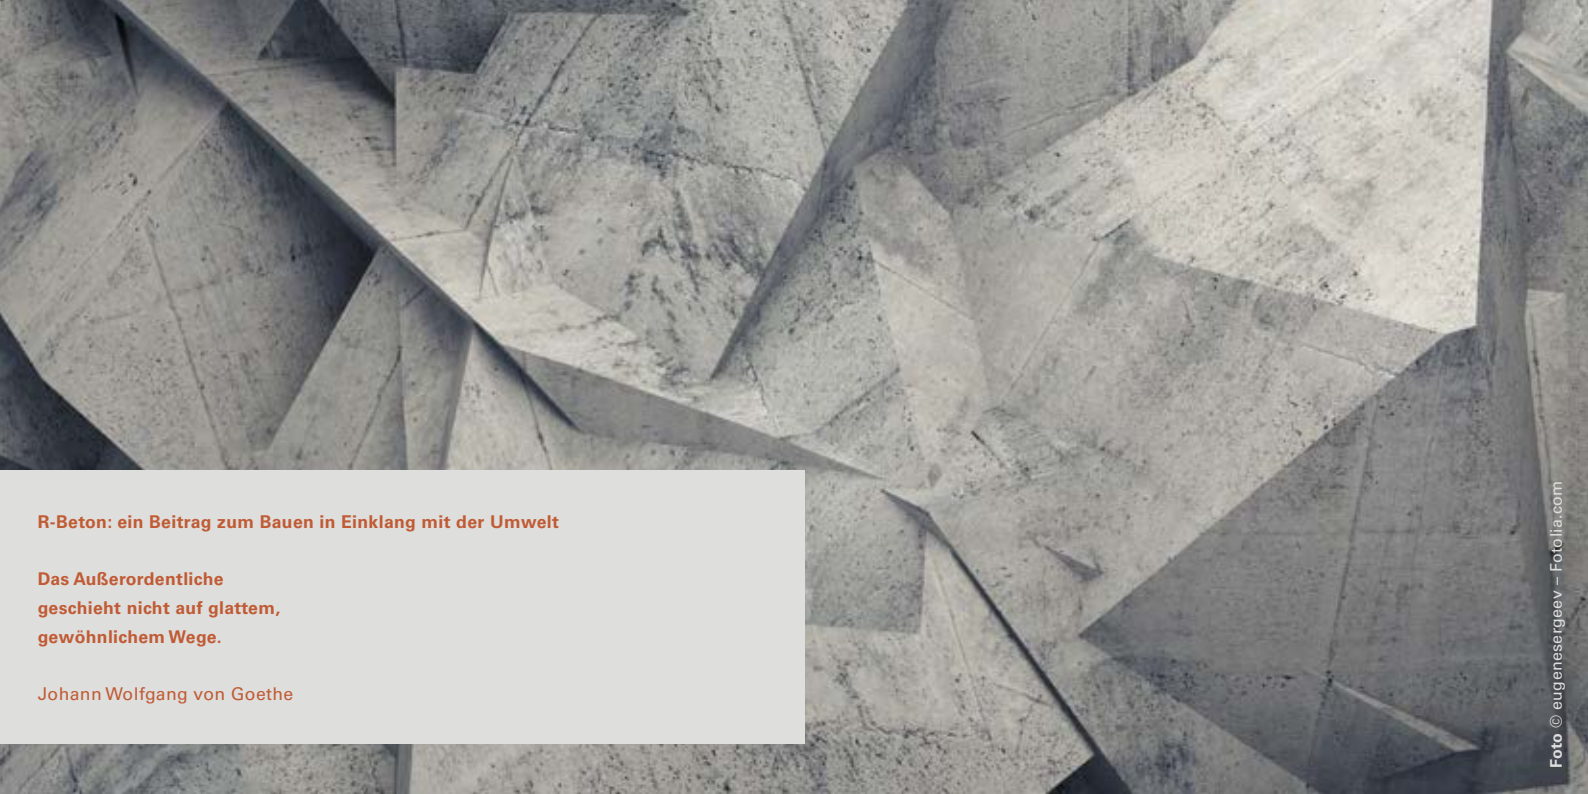 R-Beton: ein Beitrag zum Bauen in Einklang mit der Umwelt
Das Außerordentliche
geschieht nicht auf glattem,
gewöhnlichem Wege.
Johann Wolfgang von Goethe
Foto © eugenesergeev – Fotolia.com